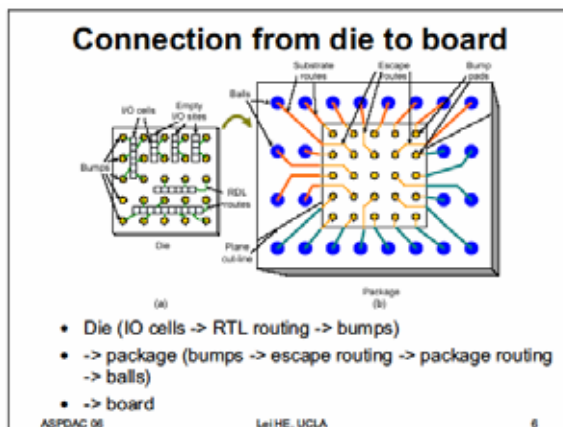 Connection from die to board
Substrate routes
Escape routes
Bump pads
Balls
I/O cells
Empty I/O sites
Bumps
RDL routes
Die
Plane cut-line
Package
(a)
(b)
• Die (IO cells -> RTL routing -> bumps)
• -> package (bumps -> escape routing -> package routing
-> balls)
• -> board
ASPDAC 06
Lei HE, UCLA
6